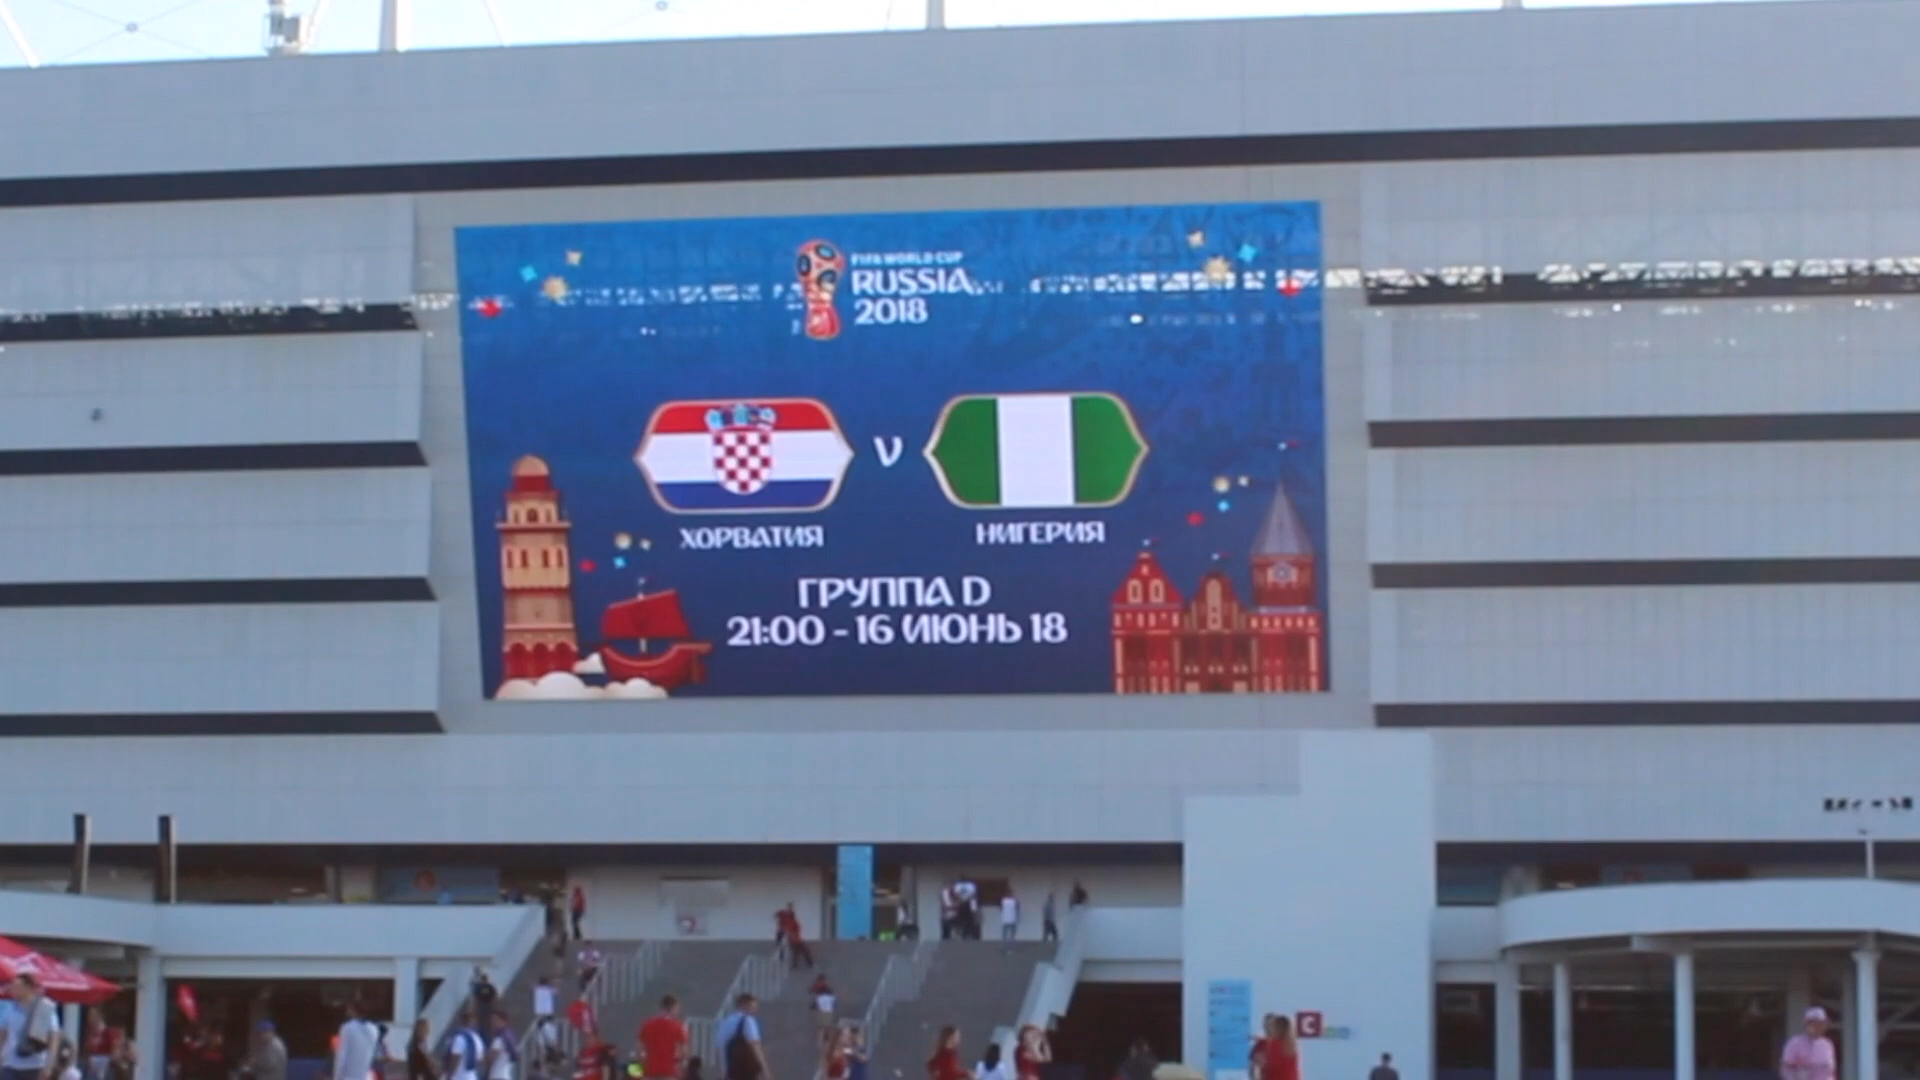 FIFA WORLD CUP
RUSSIA
2018
V
ХОРВАТИЯ
НИГЕРИЯ
ГРУППА D
21:00 - 16 ИЮНЬ 18
C